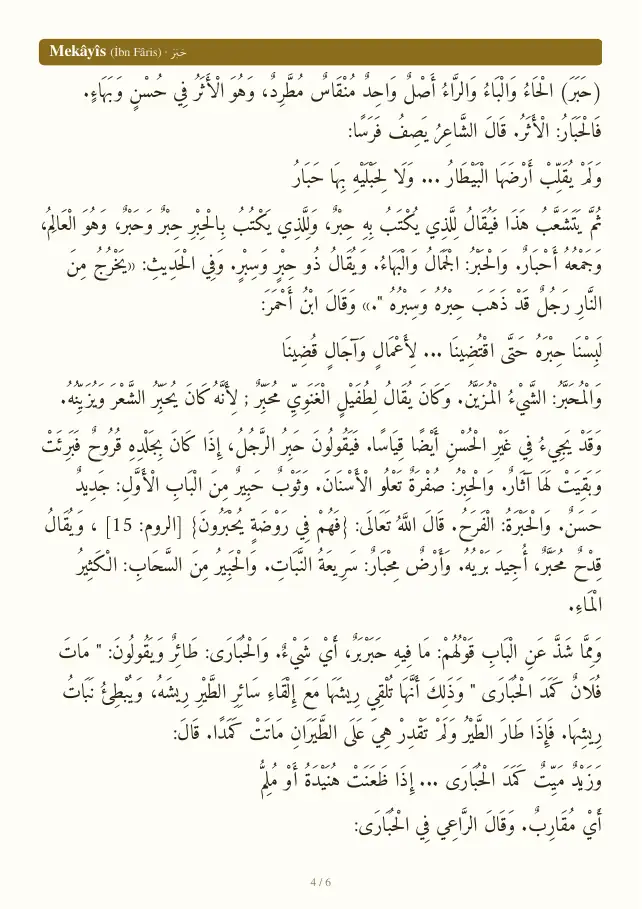 Mekâyîs (İbn Fâris) · حَبَرَ
(حَبَرَ) الْحَاءُ وَالْبَاءُ وَالرَّاءُ أَصْلٌ وَاحِدٌ مُنْقَاسٌ مُطَّرِدٌ، وَهُوَ الْأَثَرُ فِي حُسْنٍ وَبَهَاءٍ.
فَالْحَبَارُ: الْأَثَرُ. قَالَ الشَّاعِرُ يَصِفُ فَرَسًا:
وَلَمْ يُقَلِّبْ أَرْضَهَا الْبَيْطَارُ ... وَلَا لِحَبْلَيْهِ بِهَا حَبَارُ
ثُمَّ يَتَشَعَّبُ هَذَا فَيُقَالُ لِلَّذِي يُكْتَبُ بِهِ حِبْرٌ، وَلِلَّذِي يَكْتُبُ بِالْحِبْرِ حِبْرٌ وَحَبْرٌ، وَهُوَ الْعَالِمُ،
وَجَمْعُهُ أَحْبَارٌ. وَالْحَبْرُ: الْجَمَالُ وَالْبَهَاءُ. وَيُقَالُ ذُو حِبْرٍ وَسِبْرٍ. وَفِي الْحَدِيثِ: «يَخْرُجُ مِنَ
النَّارِ رَجُلٌ قَدْ ذَهَبَ حِبْرُهُ وَسِبْرُهُ ".» وَقَالَ ابْنُ أَحْمَرَ:
لَبِسْنَا حِبْرَهُ حَتَّى اقْتُضِينَا ... لِأَعْمَالٍ وَآجَالٍ قُضِينَا
وَالْمُحَبَّرُ: الشَّيْءُ الْمُزَيَّنُ. وَكَانَ يُقَالُ لِطُفَيْلٍ الْغَنَوِيِّ مُحَبِّرٌ ; لِأَنَّهُ كَانَ يُحَبِّرُ الشَّعْرَ وَيُزَيِّنُهُ.
وَقَدْ يَجِيءُ فِي غَيْرِ الْحُسْنِ أَيْضًا قِيَاسًا. فَيَقُولُونَ حَبِرُ الرَّجُلُ، إِذَا كَانَ بِجَلْدِهِ قُرُوحٌ فَبَرِئَتْ
وَبَقِيَتْ لَهَا آثَارٌ. وَالْحِبْرُ: صُفْرَةٌ تَعْلُو الْأَسْنَانَ. وَثَوْبٌ حَبِيرٌ مِنَ الْبَابِ الْأَوَّلِ: جَدِيدٌ
حَسَنٌ. وَالْحَبْرَةُ: الْفَرَحُ. قَالَ اللَّهُ تَعَالَى: {فَهُمْ فِي رَوْضَةٍ يُحْبَرُونَ} [الروم: 15] ، وَيُقَالُ
قِدْحٌ مُحَبَّرٌ، أُجِيدَ بَرْيُهُ. وَأَرْضٌ مِحْبَارٌ: سَرِيعَةُ النَّبَاتِ. وَالْحَبِيرُ مِنَ السَّحَابِ: الْكَثِيرُ
الْمَاءِ.
وَمِمَّا شَذَّ عَنِ الْبَابِ قَوْلُهُمْ: مَا فِيهِ حَبَرْبَرٌ، أَيْ شَيْءٌ. وَالْحُبَارَى: طَائِرٌ وَيَقُولُونَ: " مَاتَ
فُلَانٌ كَمَدَ الْحُبَارَى " وَذَلِكَ أَنَّهَا تُلْقِي رِيشَهَا مَعَ إِلْقَاءِ سَائِرِ الطَّيْرِ رِيشَهُ، وَيُبْطِئُ نَبَاتُ
رِيشِهَا. فَإِذَا طَارَ الطَّيْرُ وَلَمْ تَقْدِرْ هِيَ عَلَى الطَّيَرَانِ مَاتَتْ كَمَدًا. قَالَ:
وَزَيْدٌ مَيِّتٌ كَمَدَ الْحُبَارَى ... إِذَا ظَعَنَتْ هُنَيْدَةُ أَوْ مُلِمُّ
أَيْ مُقَارِبٌ. وَقَالَ الرَّاعِي فِي الْحُبَارَى:
4 / 6